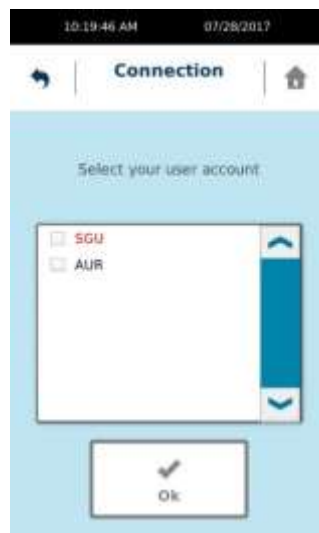 10:19:46 AM 07/28/2017
Connection
Select your user account
SGU
AUR
Ok